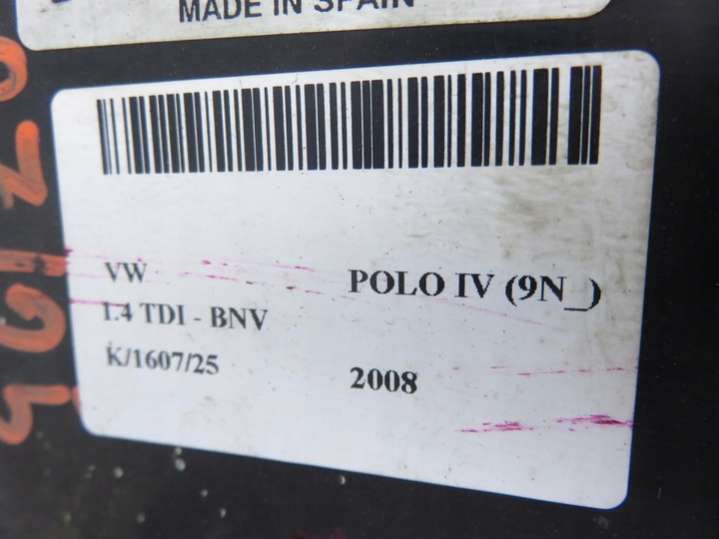 MADE IN SPAIN
VW
POLO IV (9N_)
1.4 TDI - BNV
K/1607/25
2008